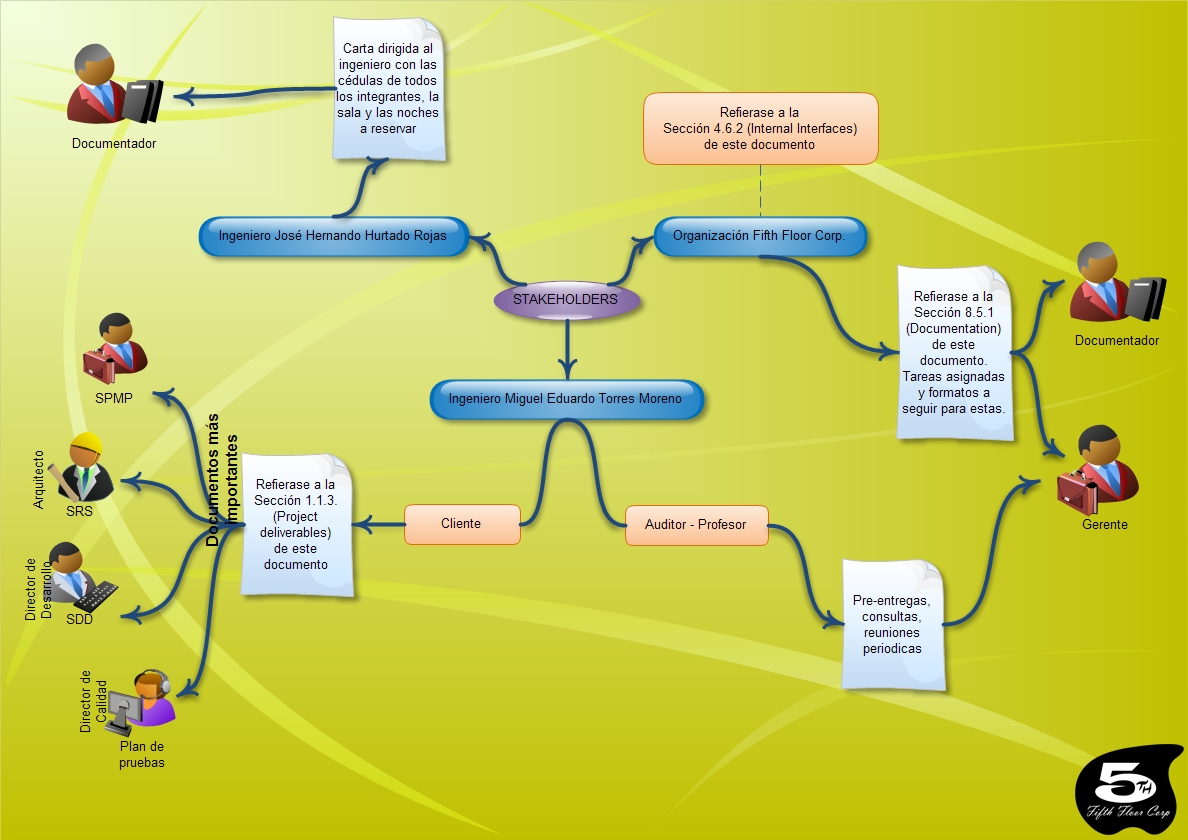 Carta dirigida al
ingeniero con las
cédulas de todos
los integrantes, la
sala y las noches
a reservar
Documentador
Refierase a la
Sección 4.6.2 (Internal Interfaces)
de este documento
Ingeniero José Hernando Hurtado Rojas
Organización Fifth Floor Corp.
STAKEHOLDERS
Refierase a la
Sección 8.5.1
(Documentation)
de este
documento.
Tareas asignadas
y formatos a
seguir para estas.
Documentador
Gerente
Ingeniero Miguel Eduardo Torres Moreno
Cliente
Auditor - Profesor
Refierase a la
Sección 1.1.3.
(Project
deliverables)
de este
documento
Documentos más
importantes
SPMP
Arquitecto
SRS
Director de
Desarrollo
SDD
Director de
Calidad
Plan de
pruebas
Pre-entregas,
consultas,
reuniones
periodicas
5TH
Fifth Floor Corp